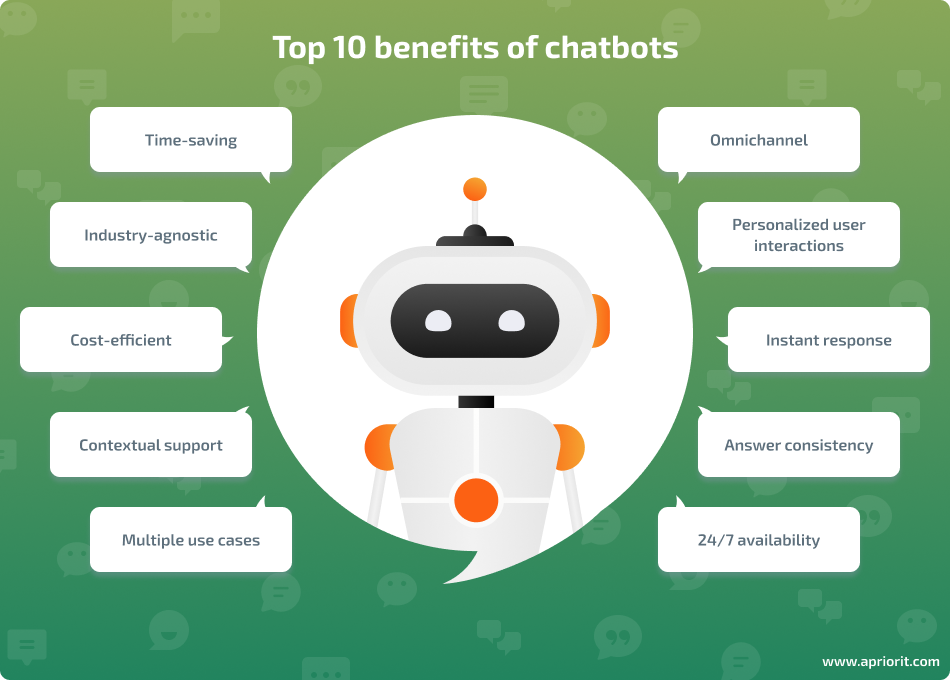 Top 10 benefits of chatbots
Time-saving
Industry-agnostic
Cost-efficient
Contextual support
Multiple use cases
Omnichannel
Personalized user
interactions
Instant response
Answer consistency
24/7 availability
www.apriorit.com